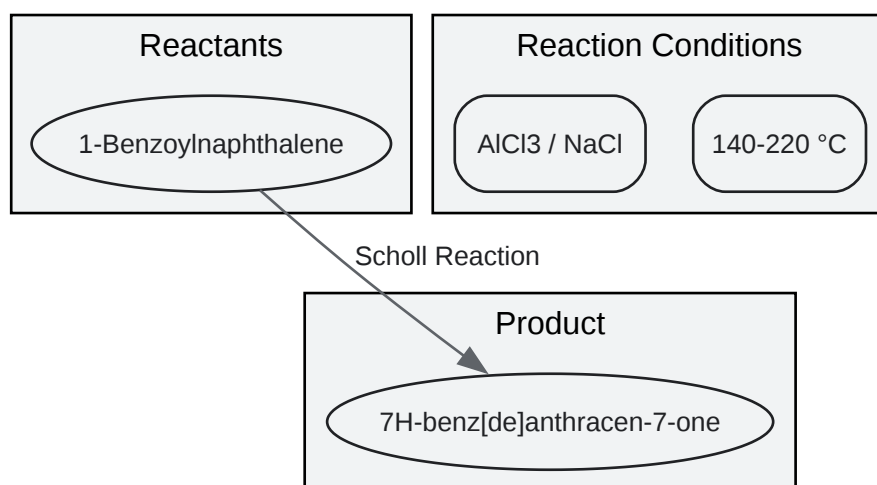 Reactants
Reaction Conditions
1-Benzoylnaphthalene
AlCl3 / NaCl
140-220 °C
Scholl Reaction
Product
7H-benz[de]anthracen-7-one